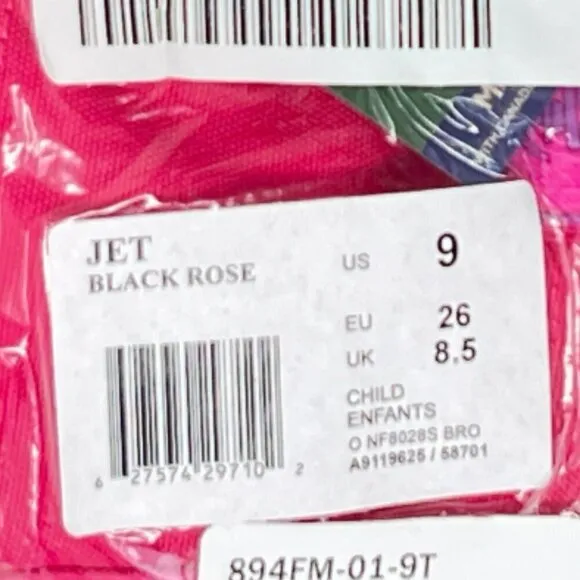 JET
BLACK ROSE
US 9
EU 26
UK 8.5
CHILD
ENFANTS
O NF8028S BRO
A9119625 / 58701
6 27574 29710 2
894FM-01-9T